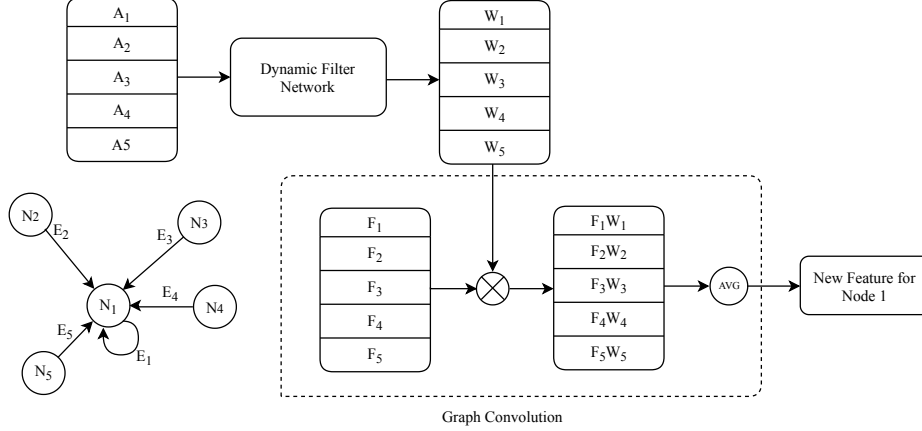 A1
A2
A3
A4
A5
Dynamic Filter
Network
W1
W2
W3
W4
W5
N2
N3
E2
E3
N1
E4
N4
E5
E1
N5
F1
F2
F3
F4
F5
F1W1
F2W2
F3W3
F4W4
F5W5
AVG
New Feature for
Node 1
Graph Convolution